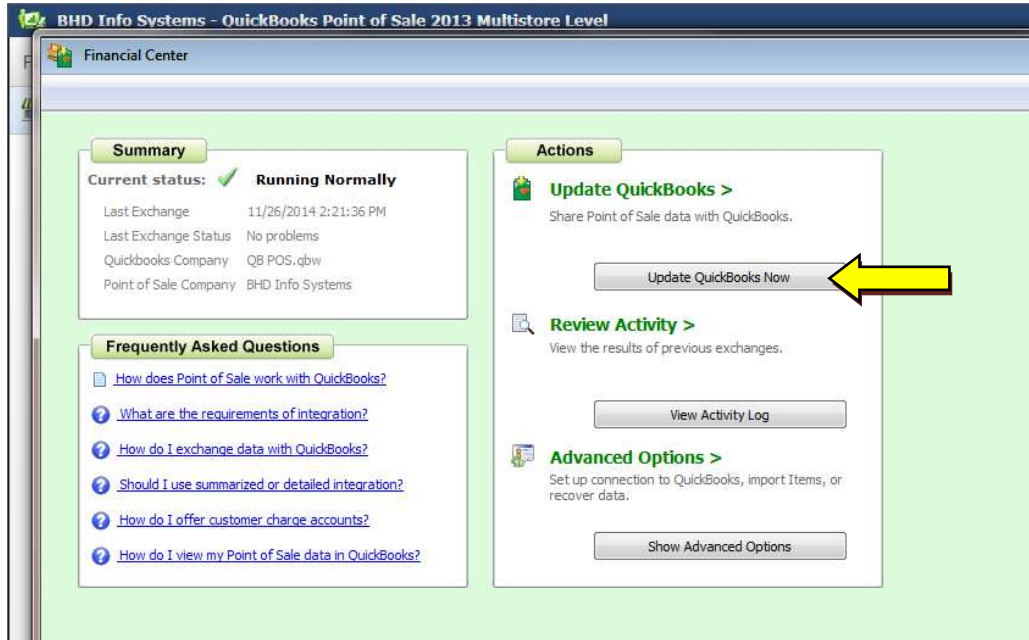 BHD Info Systems - QuickBooks Point of Sale 2013 Multistore Level
Financial Center
Summary
Current status: Running Normally
Last Exchange 11/26/2014 2:21:36 PM
Last Exchange Status No problems
Quickbooks Company QB POS.qbw
Point of Sale Company BHD Info Systems
Frequently Asked Questions
How does Point of Sale work with QuickBooks?
What are the requirements of integration?
How do I exchange data with QuickBooks?
Should I use summarized or detailed integration?
How do I offer customer charge accounts?
How do I view my Point of Sale data in QuickBooks?
Actions
Update QuickBooks >
Share Point of Sale data with QuickBooks.
Update QuickBooks Now
Review Activity >
View the results of previous exchanges.
View Activity Log
Advanced Options >
Set up connection to QuickBooks, import Items, or
recover data.
Show Advanced Options